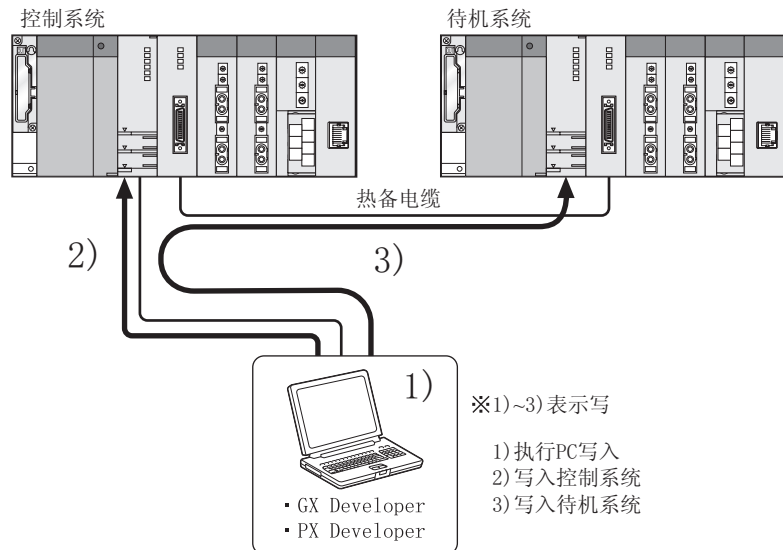 控制系统
待机系统
热备电缆
2)
3)
1)
▪ GX Developer
▪ PX Developer
※1)~3)表示写
1)执行PC写入
2)写入控制系统
3)写入待机系统